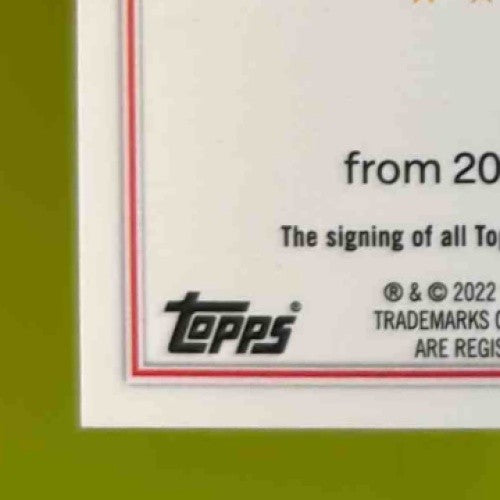 from 20
The signing of all Top
® & © 2022
TRADEMARKS
ARE REGIS
TOPPS®